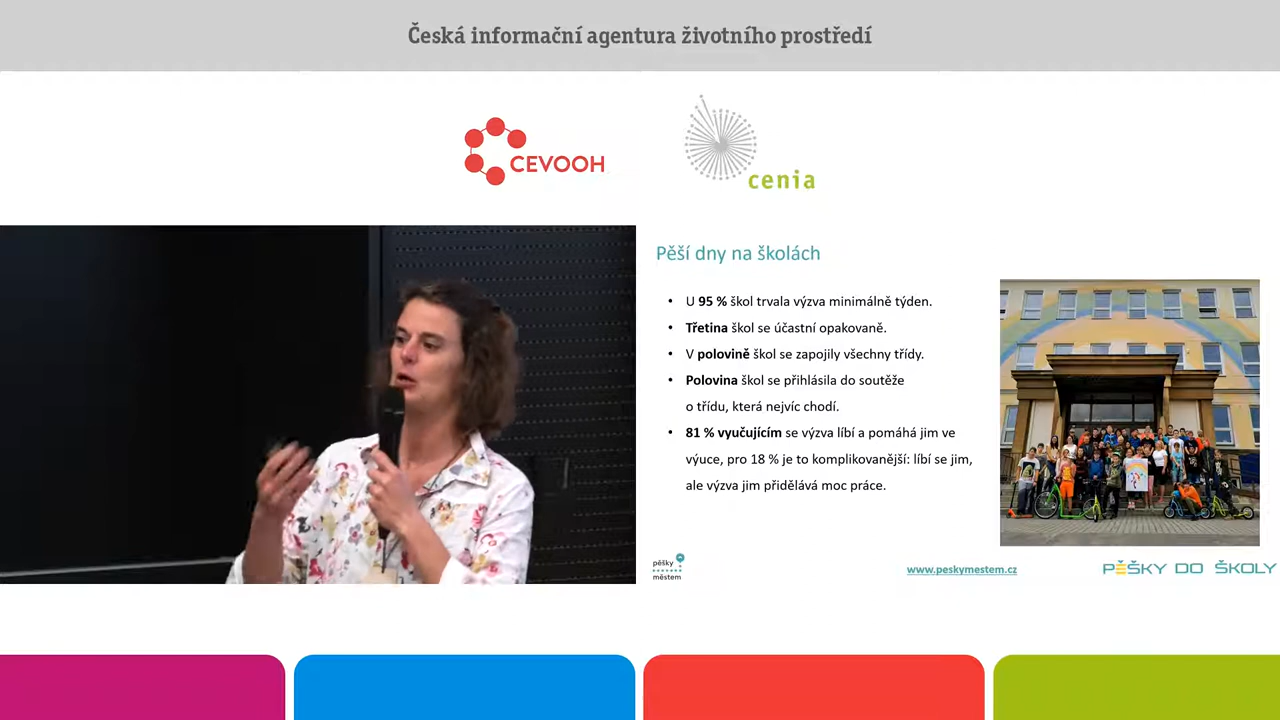 Česká informační agentura životního prostředí
CEVOOH
cenia
Pěší dny na školách
• U 95 % škol trvala výzva minimálně týden.
• Třetina škol se účastní opakovaně.
• V polovině škol se zapojily všechny třídy.
• Polovina škol se přihlásila do soutěže
o třídu, která nejvíc chodí.
• 81 % vyučujícím se výzva líbí a pomáhá jim ve
výuce, pro 18 % je to komplikovanější: líbí se jim,
ale výzva jim přidělává moc práce.
pěšky
městem
www.peskymestem.cz
PĚŠKY DO ŠKOLY